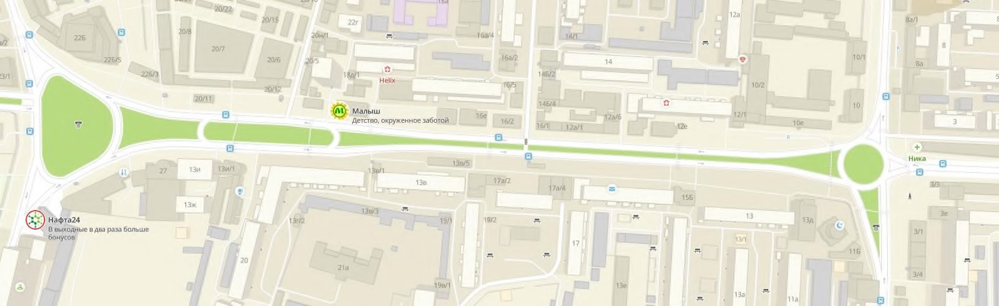 20/22
20/10
18а
12а
8а/1
20/15
22г
20/8
20н/1
16а/4
14/1
22Б
20/7
8
22Б/5
20/6
20/5
16а/2
14
10/1
8а
22Б/3
18д/1
Helix
14Б/2
23/1
16/5
10/2
20/12
20/11
14Б/4
10
Малыш
Детство, окруженное заботой
16е
16/2
12а/6
12/1
16/1
12а/1
12е
10е
3
Ника
27
13и
13и/1
13в/1
13в/5
13в
17а/2
17а/4
15Б
3/3
13ж
Нафта24
В выходные в два раза больше
бонусов
13г/2
13в/3
19/1
19/2
13
13д
3е
3/1
13/1
17
11Б
20
21а
19в/1
13е
13а
11а
3/4